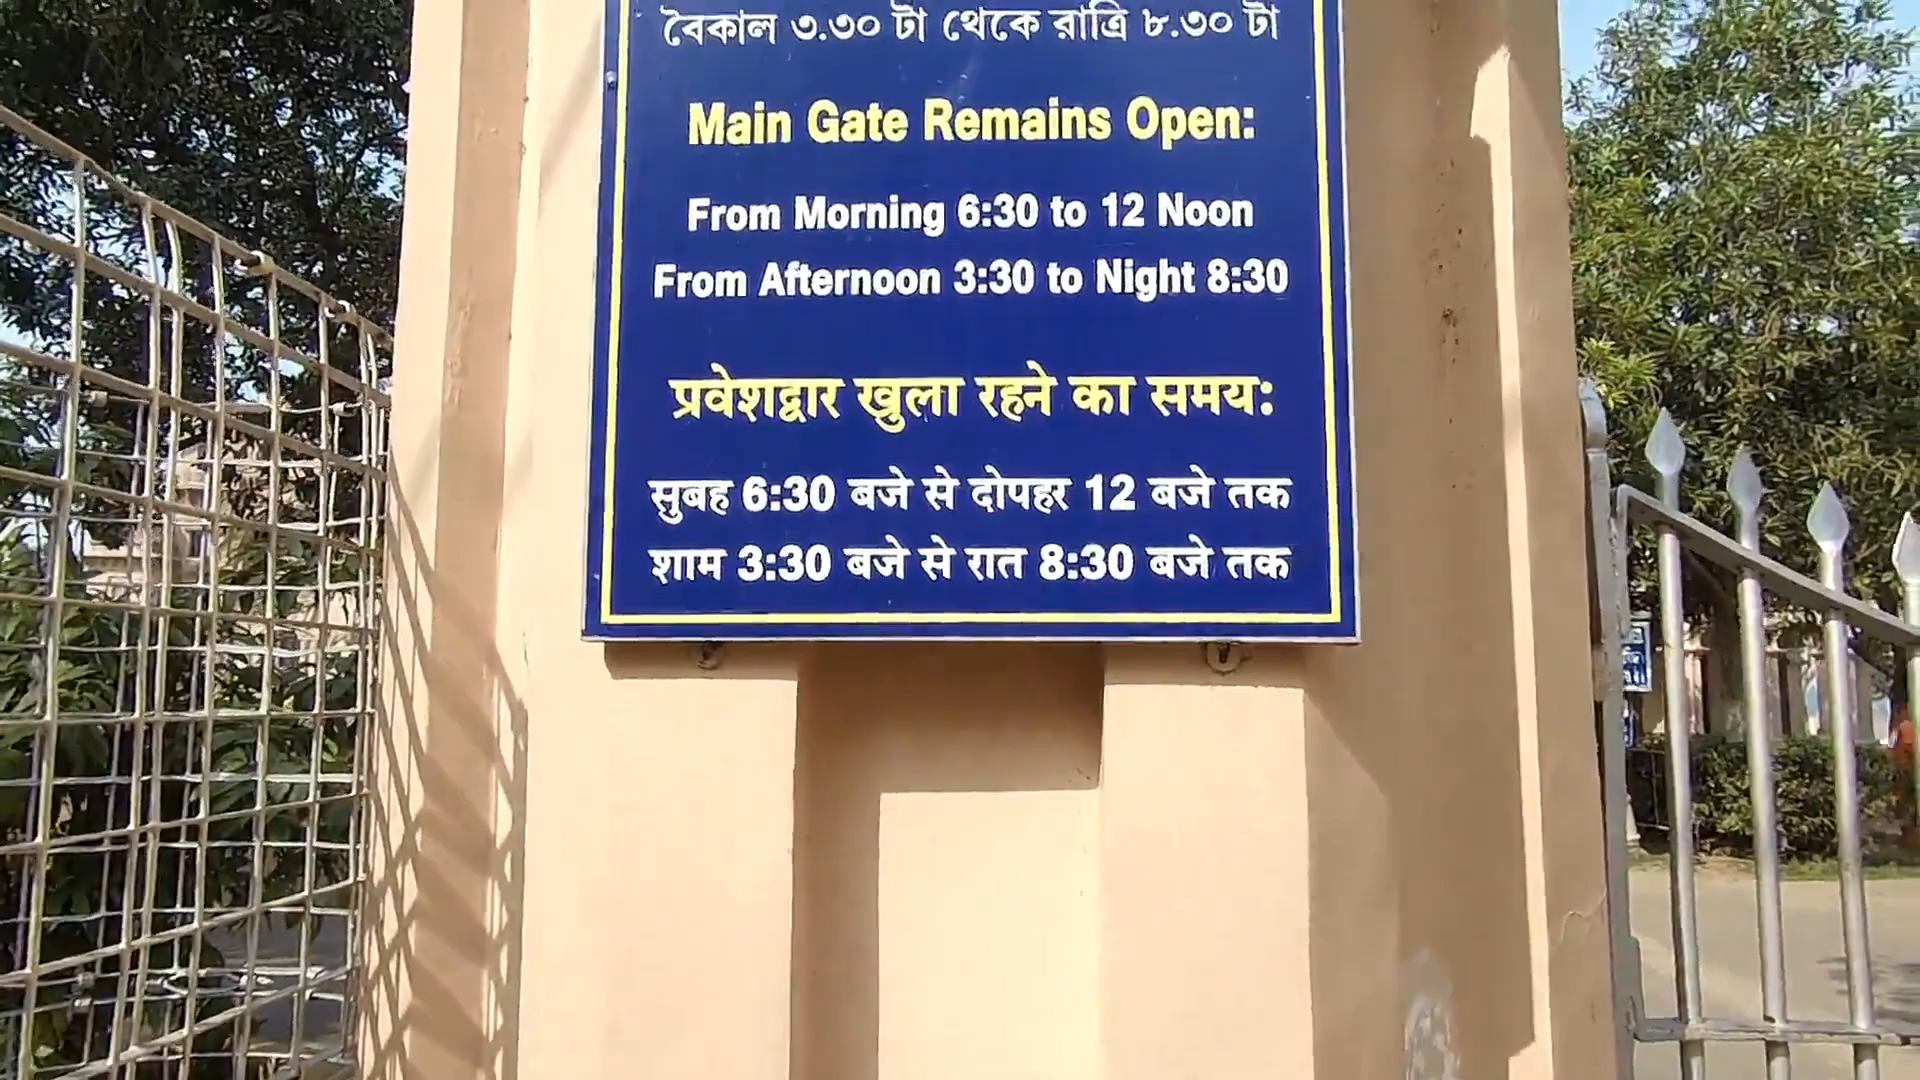 বৈকাল ৩.৩০ টা থেকে রাত্রি ৮.৩০ টা
Main Gate Remains Open:
From Morning 6:30 to 12 Noon
From Afternoon 3:30 to Night 8:30
प्रवेशद्वार खुला रहने का समय:
सुबह 6:30 बजे से दोपहर 12 बजे तक
शाम 3:30 बजे से रात 8:30 बजे तक